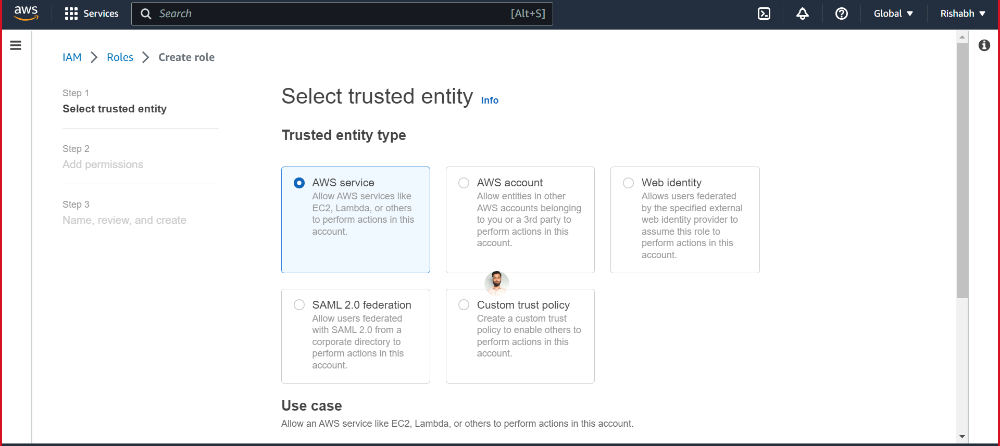 aws
Services
Search
[Alt+S]
Global
Rishabh
IAM
Roles
Create role
Step 1
Select trusted entity
Step 2
Add permissions
Step 3
Name, review, and create
Select trusted entity Info
Trusted entity type
AWS service
Allow AWS services like
EC2, Lambda, or others
to perform actions in this
account.
AWS account
Allow entities in other
AWS accounts belonging
to you or a 3rd party to
perform actions in this
account.
Web identity
Allows users federated
by the specified external
web identity provider to
assume this role to
perform actions in this
account.
SAML 2.0 federation
Allow users federated
with SAML 2.0 from a
corporate directory to
perform actions in this
account.
Custom trust policy
Create a custom trust
policy to enable others to
perform actions in this
account.
Use case
Allow an AWS service like EC2, Lambda, or others to perform actions in this account.